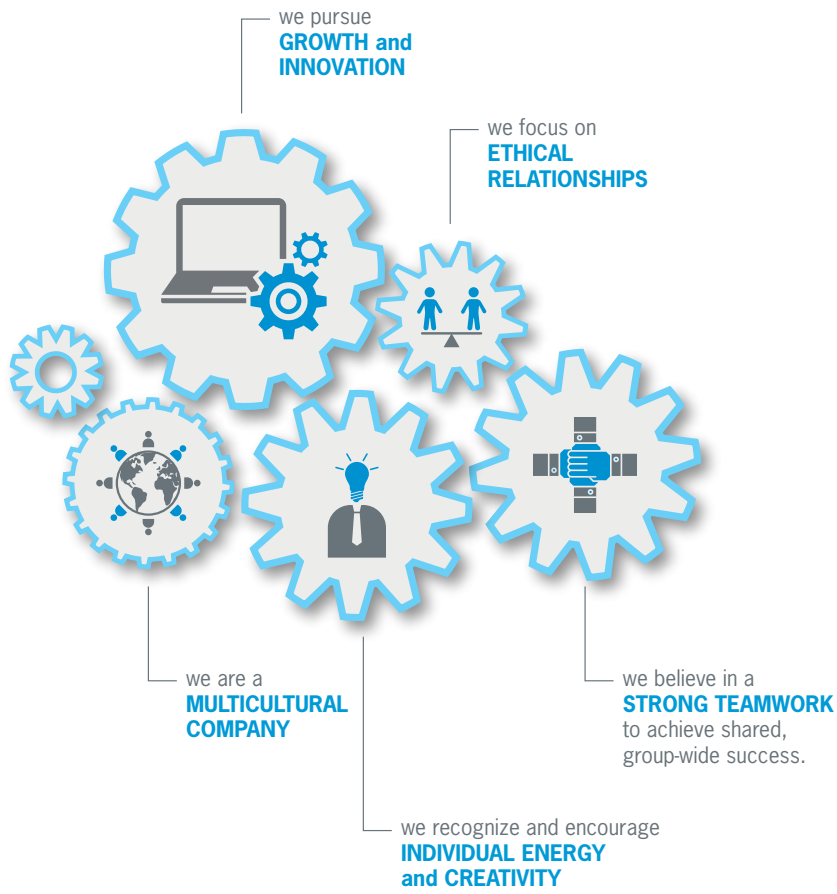 we pursue
GROWTH and
INNOVATION
we focus on
ETHICAL
RELATIONSHIPS
we are a
MULTICULTURAL
COMPANY
we believe in a
STRONG TEAMWORK
to achieve shared,
group-wide success.
we recognize and encourage
INDIVIDUAL ENERGY
and CREATIVITY